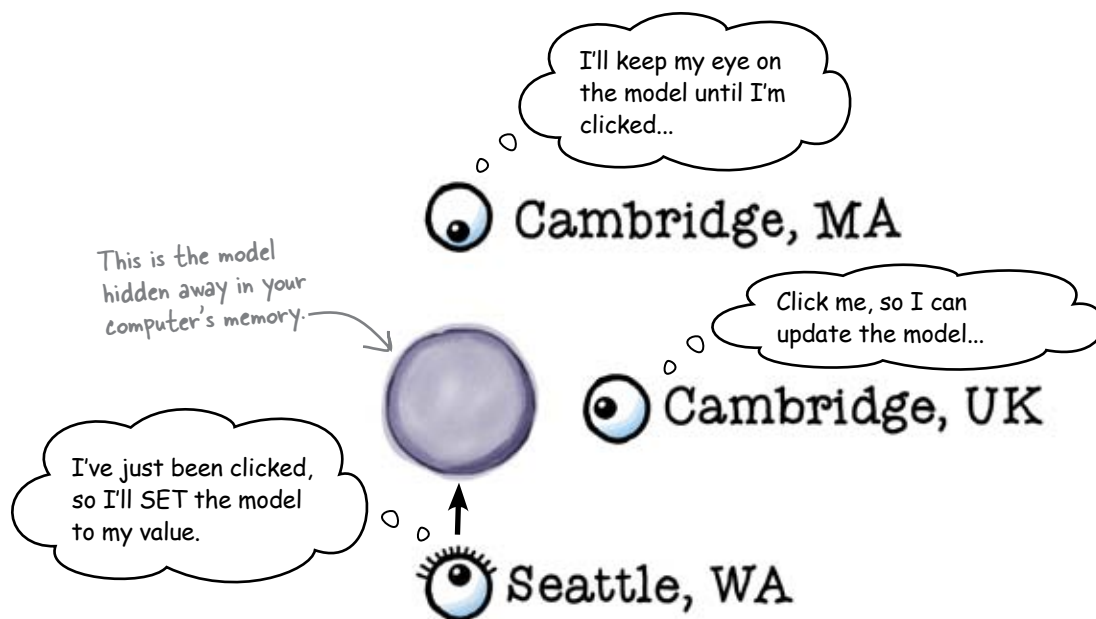 I'll keep my eye on
the model until I'm
clicked...
Cambridge, MA
This is the model
hidden away in your
computer's memory.
Click me, so I can
update the model...
Cambridge, UK
I've just been clicked,
so I'll SET the model
to my value.
Seattle, WA